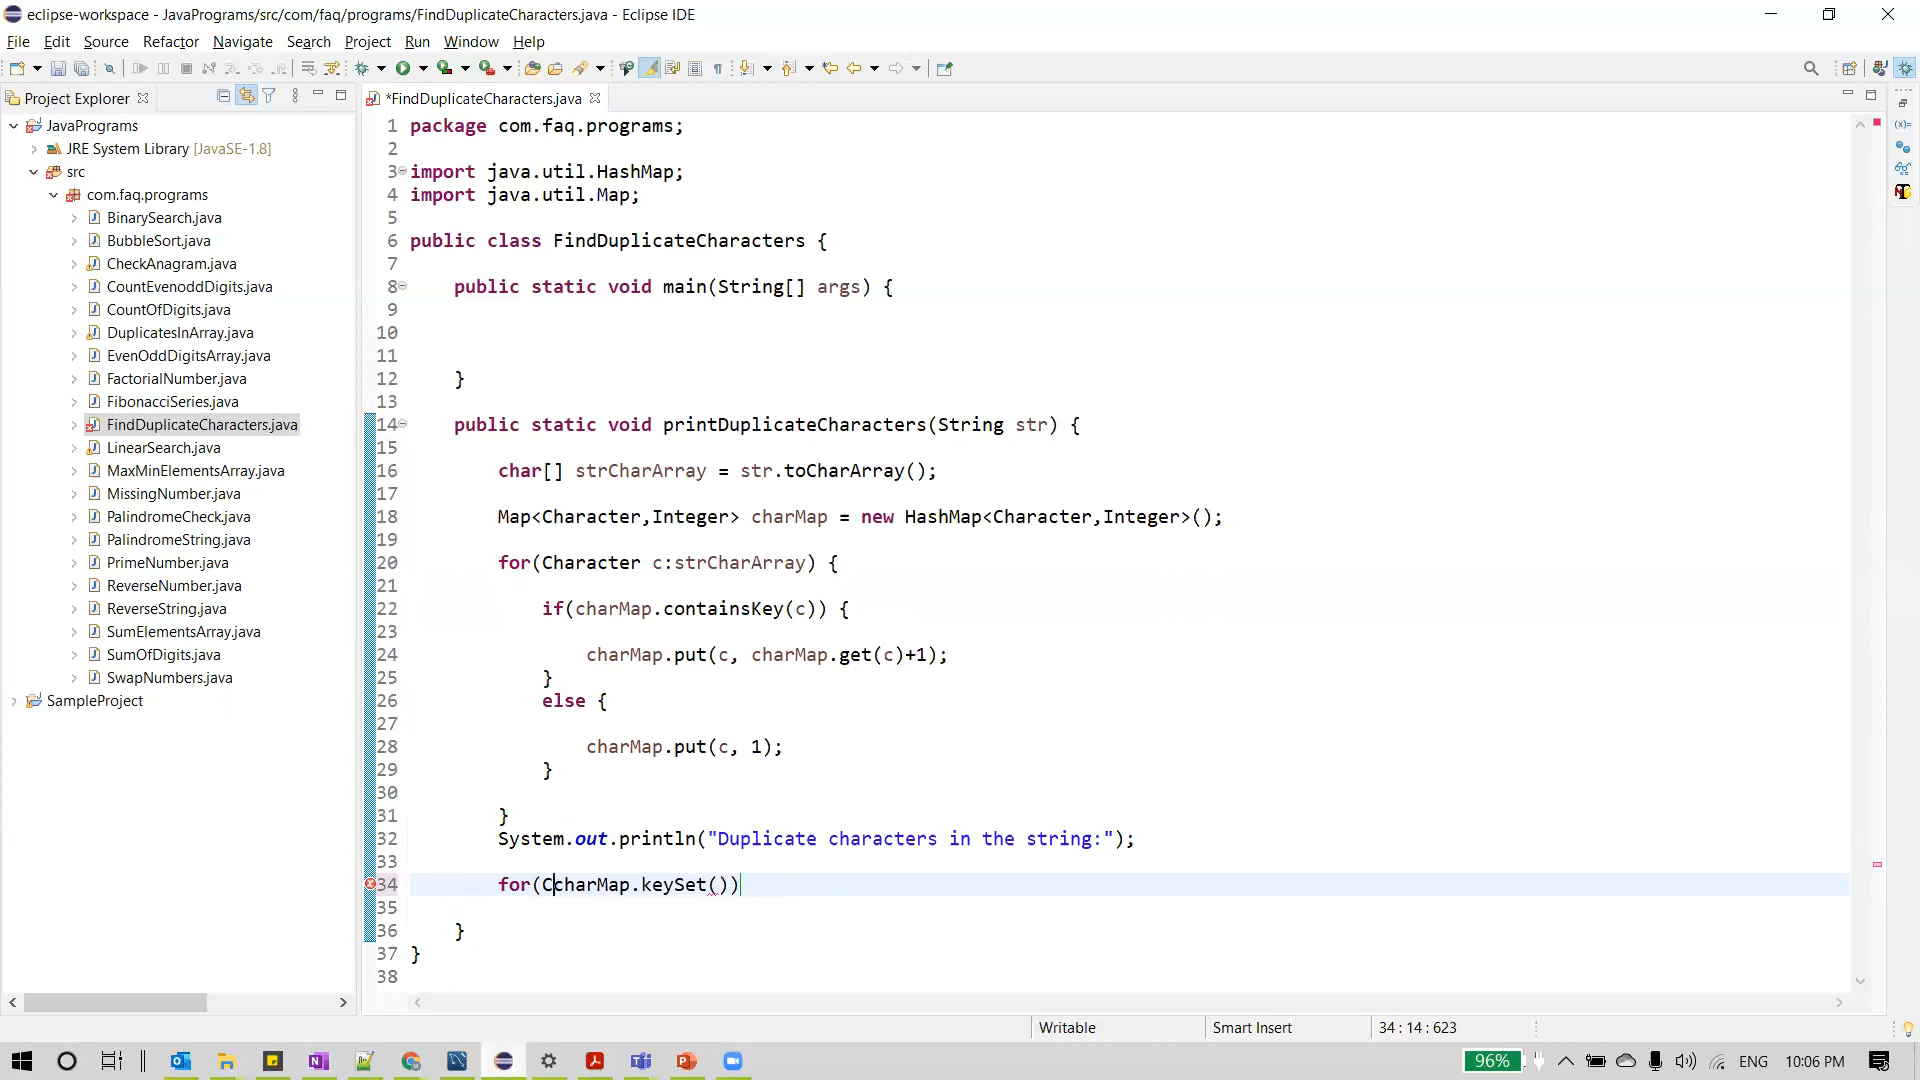 eclipse-workspace - JavaPrograms/src/com/faq/programs/FindDuplicateCharacters.java - Eclipse IDE
File Edit Source Refactor Navigate Search Project Run Window Help
Project Explorer
*FindDuplicateCharacters.java
JavaPrograms
JRE System Library [JavaSE-1.8]
src
com.faq.programs
BinarySearch.java
BubbleSort.java
CheckAnagram.java
CountEvenoddDigits.java
CountOfDigits.java
DuplicatesInArray.java
EvenOddDigitsArray.java
FactorialNumber.java
FibonacciSeries.java
FindDuplicateCharacters.java
LinearSearch.java
MaxMinElementsArray.java
MissingNumber.java
PalindromeCheck.java
PalindromeString.java
PrimeNumber.java
ReverseNumber.java
ReverseString.java
SumElementsArray.java
SumOfDigits.java
SwapNumbers.java
SampleProject
1 package com.faq.programs;
2
3 import java.util.HashMap;
4 import java.util.Map;
5
6 public class FindDuplicateCharacters {
7
8 public static void main(String[] args) {
9
10
11
12 }
13
14 public static void printDuplicateCharacters(String str) {
15
16 char[] strCharArray = str.toCharArray();
17
18 Map<Character,Integer> charMap = new HashMap<Character,Integer>();
19
20 for(Character c:strCharArray) {
21
22 if(charMap.containsKey(c)) {
23
24 charMap.put(c, charMap.get(c)+1);
25 }
26 else {
27
28 charMap.put(c, 1);
29 }
30
31 }
32 System.out.println("Duplicate characters in the string:");
33
34 for(CcharMap.keySet())
35
36 }
37 }
38
Writable Smart Insert 34 : 14 : 623
96% ENG 10:06 PM